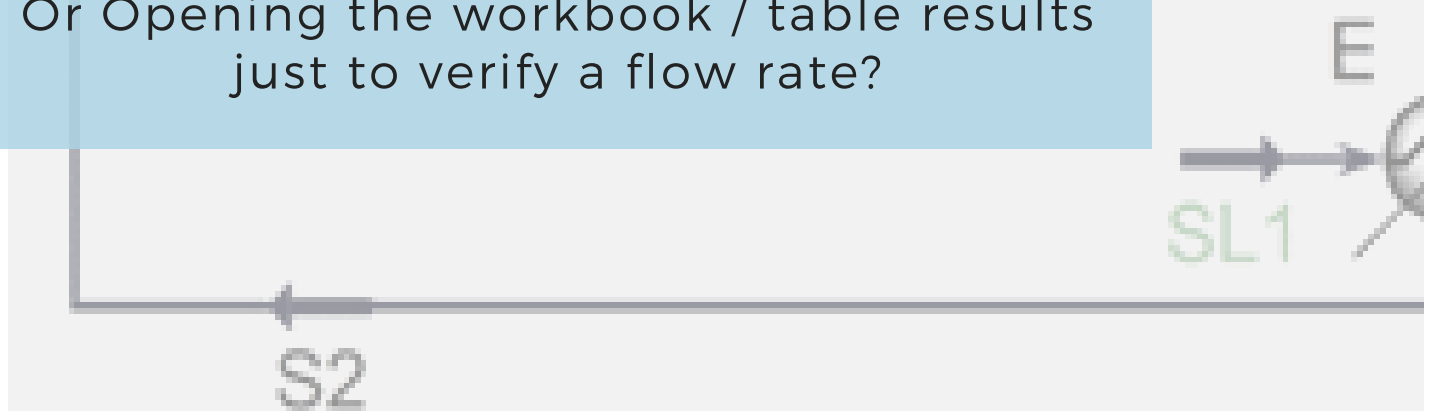 Or Opening the workbook / table results
just to verify a flow rate?
E
SL1
S2